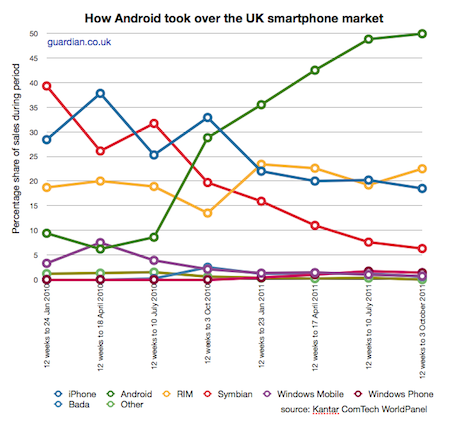 How Android took over the UK smartphone market
guardian.co.uk
Percentage share of sales during period
50
45
40
35
30
25
20
15
10
5
0
12 weeks to 24 Jan 2010
12 weeks to 18 April 2010
12 weeks to 10 July 2010
12 weeks to 3 Oct 2010
12 weeks to 23 Jan 2011
12 weeks to 17 April 2011
12 weeks to 10 July 2011
12 weeks to 3 October 2011
iPhone Android RIM Symbian Windows Mobile Windows Phone
Bada Other
source: Kantar ComTech WorldPanel